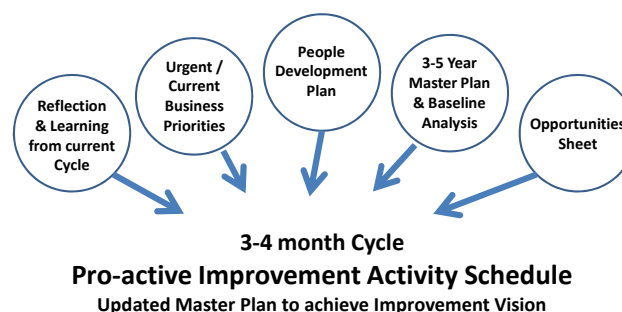 Reflection
& Learning
from current
Cycle
Urgent /
Current
Business
Priorities
People
Development
Plan
3-5 Year
Master Plan
& Baseline
Analysis
Opportunities
Sheet
3-4 month Cycle
Pro-active Improvement Activity Schedule
Updated Master Plan to achieve Improvement Vision